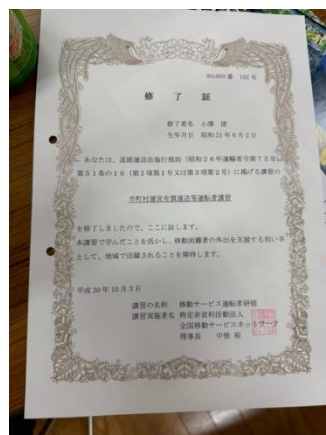 修了証
修了者名 小澤 清
生年月日 昭和21年6月2日
あなたは、道路運送法施行規則(昭和26年運輸省令第75号)
第51条の16(第1項第1号又は第3項第2号)に掲げる講習の
市町村運営有償運送等運転者講習
を修了しましたので、ここに証します。
本講習で学んだことを活かし、移動困難者の外出を支援する担い手
として、地域で活躍されることを期待します。
平成30年10月3日
講習の名称 移動サービス運転者研修
講習実施者名 特定非営利活動法人
全国移動サービスネットワーク
理事長 中根 裕